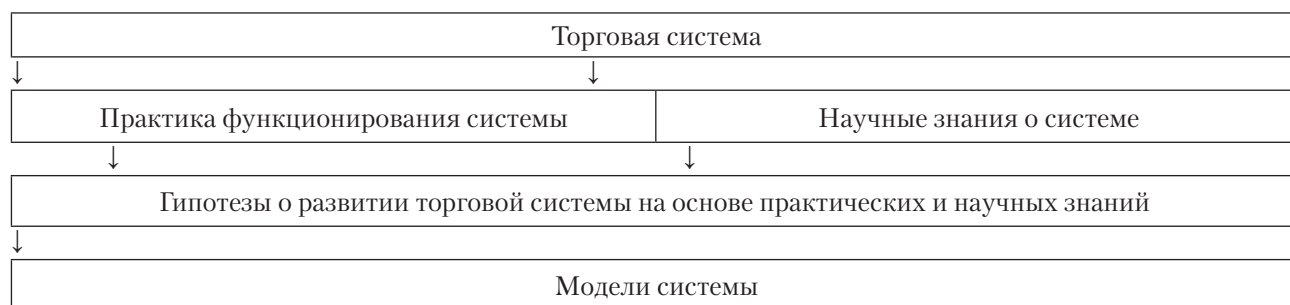 Торговая система
↓ ↓
Практика функционирования системы Научные знания о системе
↓ ↓
Гипотезы о развитии торговой системы на основе практических и научных знаний
↓
Модели системы